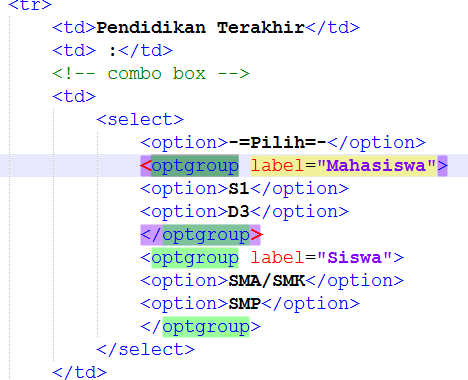 <tr>
<td>Pendidikan Terakhir</td>
<td> :</td>
<!-- combo box -->
<td>
<select>
<option>-=Pilih=-</option>
<optgroup label="Mahasiswa">
<option>S1</option>
<option>D3</option>
</optgroup>
<optgroup label="Siswa">
<option>SMA/SMK</option>
<option>SMP</option>
</optgroup>
</select>
</td>